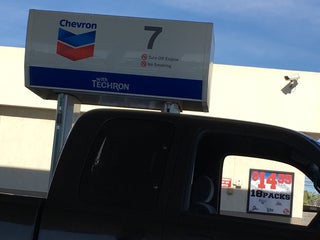 Chevron
7
Turn Off Engine
No Smoking
with
TECHRON
$14.99
18 PACKS